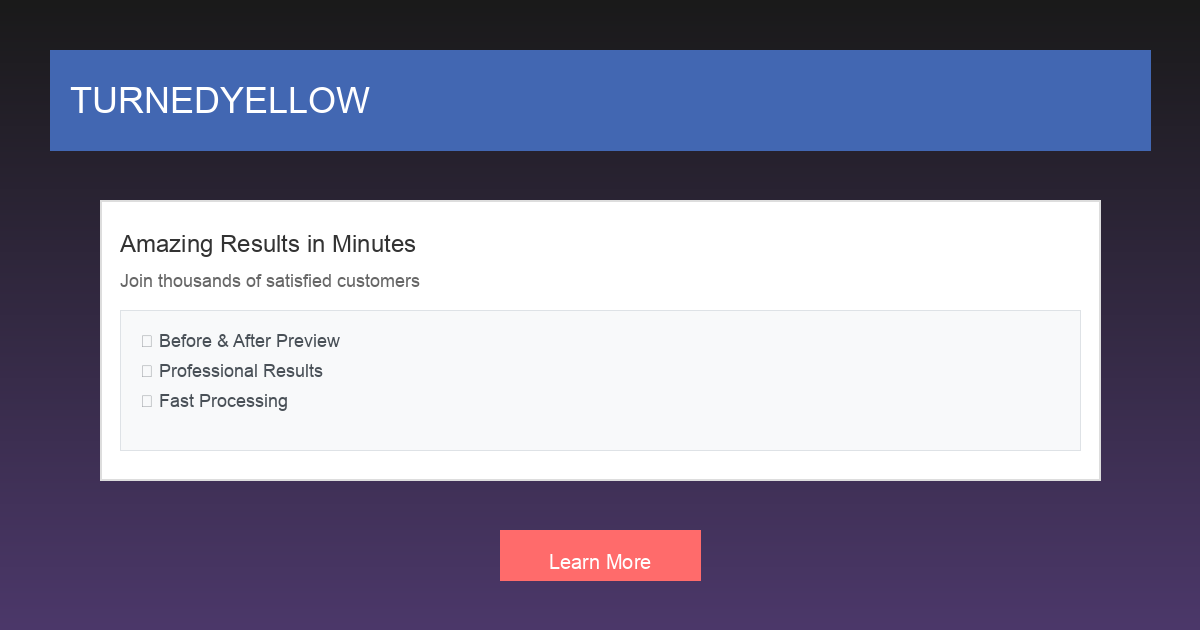 TURNEDYELLOW
Amazing Results in Minutes
Join thousands of satisfied customers
□ Before & After Preview
□ Professional Results
□ Fast Processing
Learn More